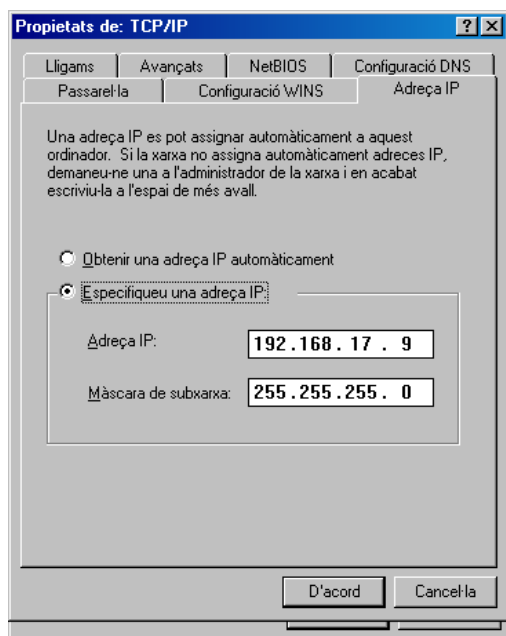 Propietats de: TCP/IP
Lligams Avançats NetBIOS Configuració DNS
Passarel·la Configuració WINS Adreça IP
Una adreça IP es pot assignar automàticament a aquest
ordinador. Si la xarxa no assigna automàticament adreces IP,
demaneu-ne una a l'administrador de la xarxa i en acabat
escriviu-la a l'espai de més avall.
Obtenir una adreça IP automàticament
Especifiqueu una adreça IP:
Adreça IP: 192.168. 17 . 9
Màscara de subxarxa: 255.255.255. 0
D'acord Cancel·la